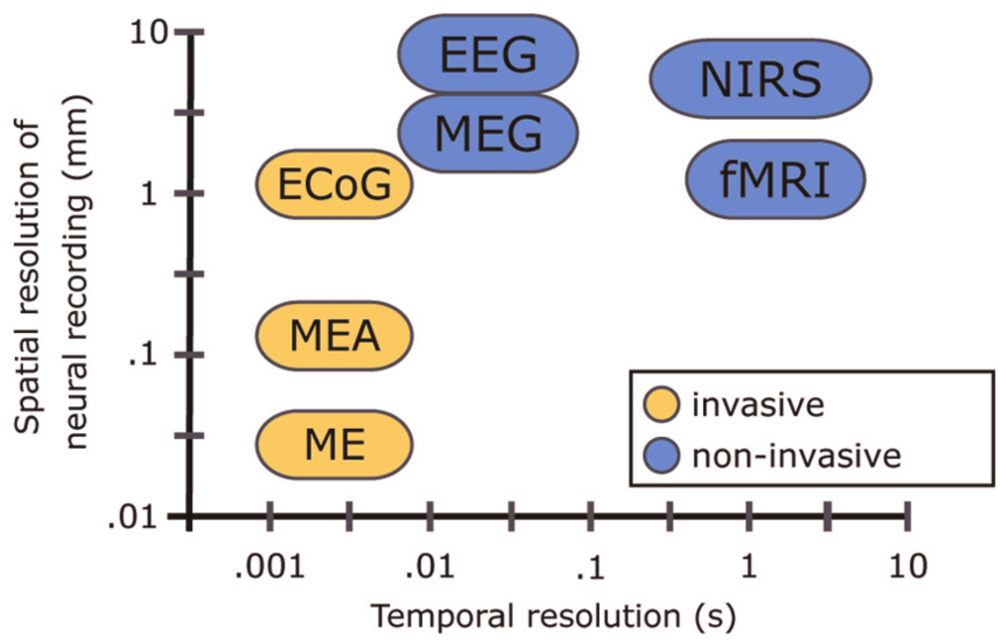 Spatial resolution of
neural recording (mm)
10
1
.1
.01
EEG
MEG
NIRS
fMRI
ECoG
MEA
ME
invasive
non-invasive
.001
.01
.1
1
10
Temporal resolution (s)